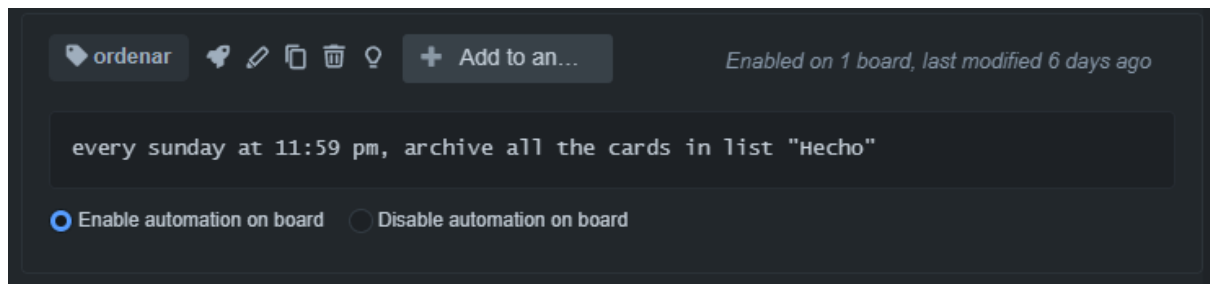 ordenar
Add to an...
Enabled on 1 board, last modified 6 days ago
every sunday at 11:59 pm, archive all the cards in list "Hecho"
Enable automation on board
Disable automation on board